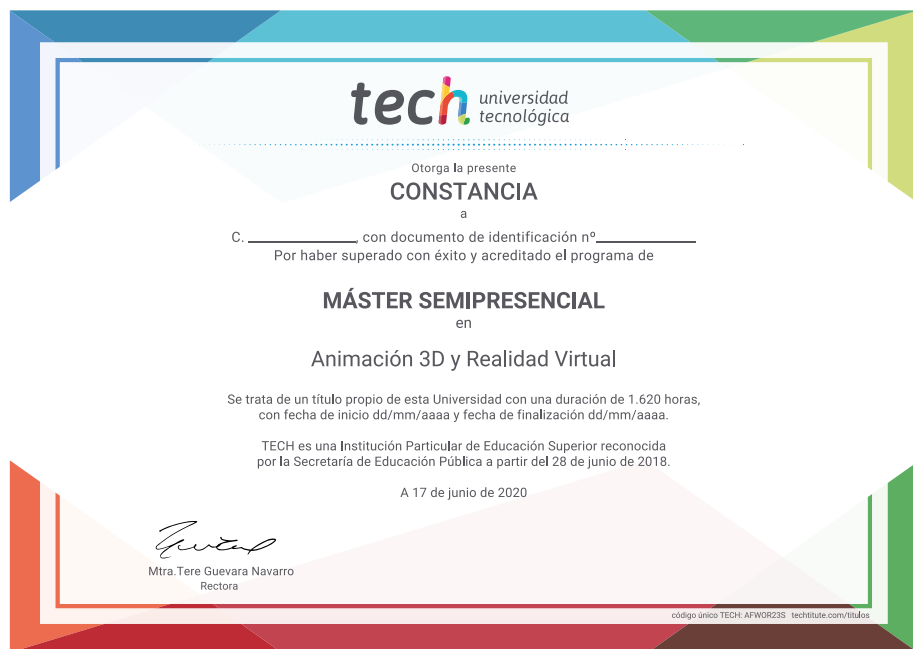 tech universidad
tecnológica
Otorga la presente
CONSTANCIA
a
C. ______________, con documento de identificación nº______________
Por haber superado con éxito y acreditado el programa de
MÁSTER SEMIPRESENCIAL
en
Animación 3D y Realidad Virtual
Se trata de un título propio de esta Universidad con una duración de 1.620 horas,
con fecha de inicio dd/mm/aaaa y fecha de finalización dd/mm/aaaa.
TECH es una Institución Particular de Educación Superior reconocida
por la Secretaría de Educación Pública a partir del 28 de junio de 2018.
A 17 de junio de 2020
Mtra.Tere Guevara Navarro
Rectora
código único TECH: AFWOR23S techtitute.com/titulos